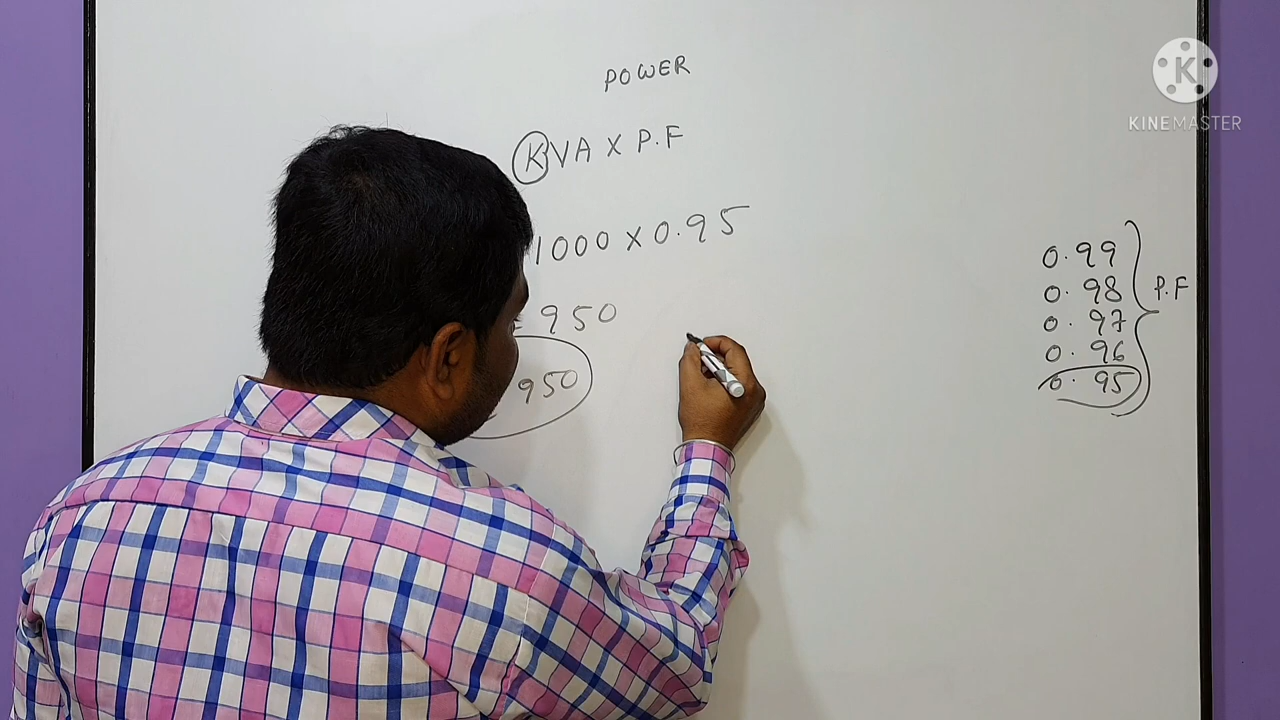 POWER
KVA X P.F
1000 X 0.95
= 950
950
0.99
0.98
0.97
0.96
0.95
P.F
K
KINEMASTER